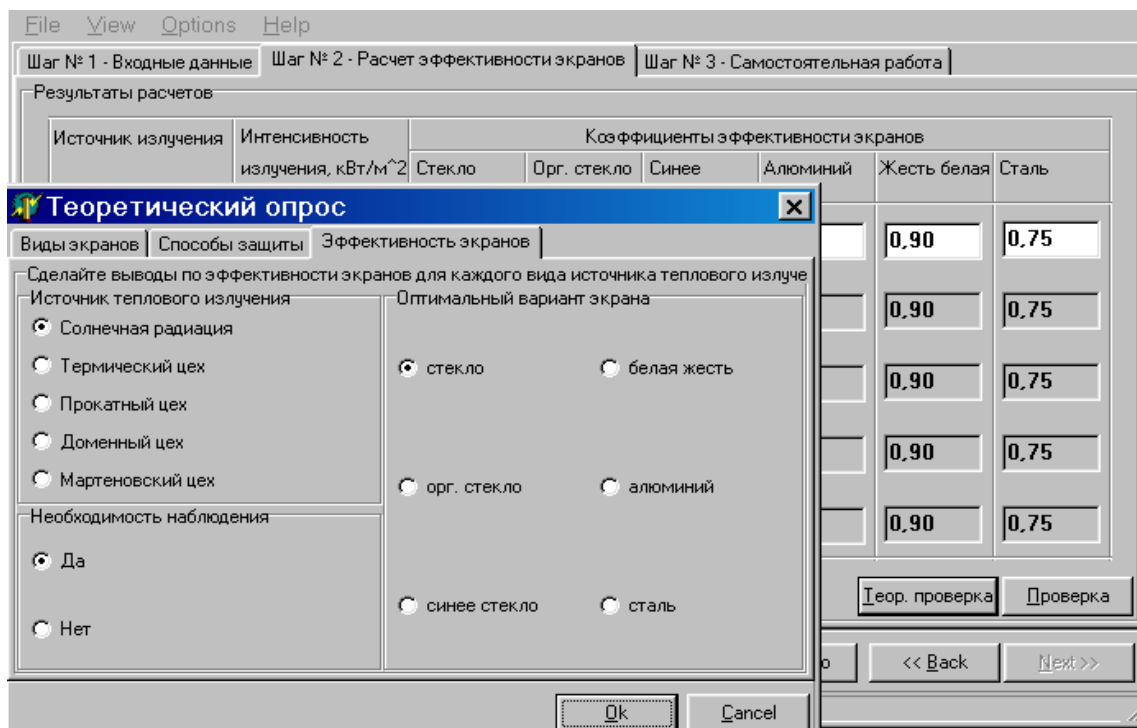 File View Options Help
Шаг № 1 - Входные данные Шаг № 2 - Расчет эффективности экранов Шаг № 3 - Самостоятельная работа
Результаты расчетов
Источник излучения Интенсивность Коэффициенты эффективности экранов
излучения, кВт/м^2 Стекло Орг. стекло Синее Алюминий Жесть белая Сталь
Теоретический опрос
Виды экранов Способы защиты Эффективность экранов
Сделайте выводы по эффективности экранов для каждого вида источника теплового излуче
Источник теплового излучения
Солнечная радиация
Термический цех
Прокатный цех
Доменный цех
Мартеновский цех
Необходимость наблюдения
Да
Нет
Оптимальный вариант экрана
стекло белая жесть
орг. стекло алюминий
синее стекло сталь
Ok Cancel
0,90 0,75
0,90 0,75
0,90 0,75
0,90 0,75
0,90 0,75
Теор. проверка Проверка
о << Back Next >>